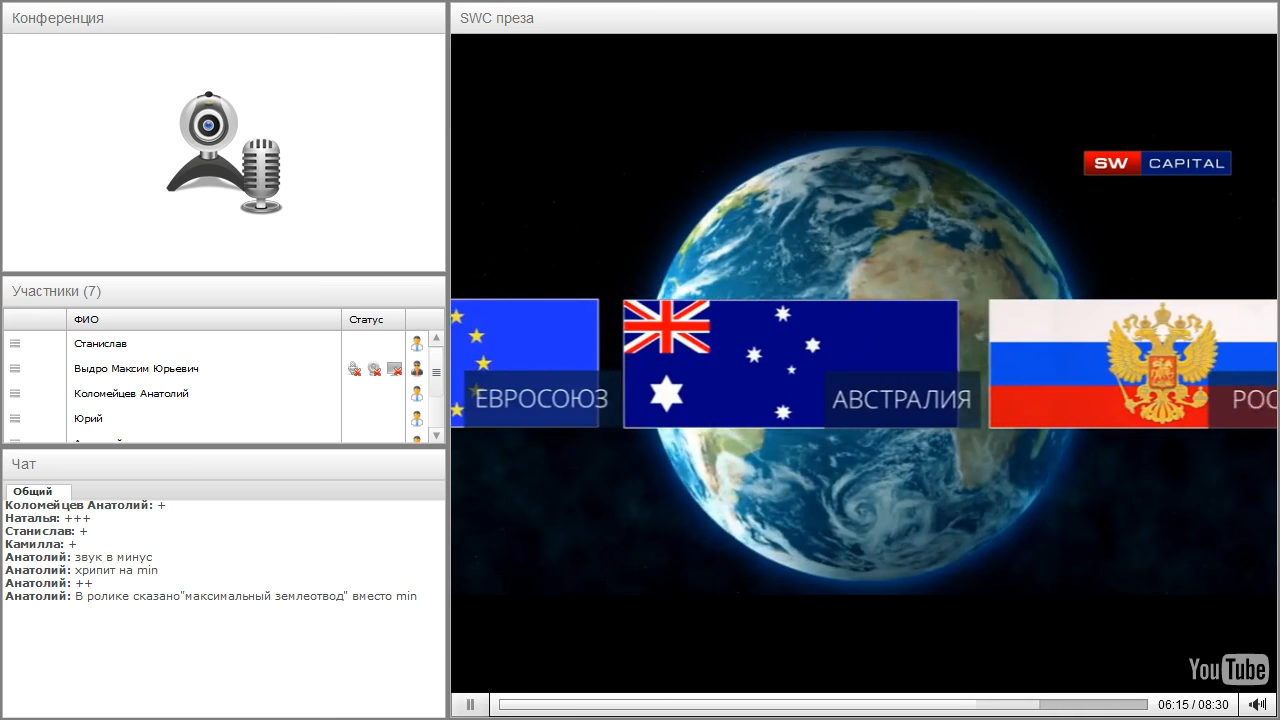 Конференция
SWC преза
SW CAPITAL
ЕВРОСОЮЗ
АВСТРАЛИЯ
РОС
Участники (7)
ФИО Статус
Станислав
Выдро Максим Юрьевич
Коломейцев Анатолий
Юрий
Чат
Общий
Коломейцев Анатолий: +
Наталья: +++
Станислав: +
Камилла: +
Анатолий: звук в минус
Анатолий: хрипит на min
Анатолий: ++
Анатолий: В ролике сказано"максимальный землеотвод" вместо min
YouTube
06:15 / 08:30